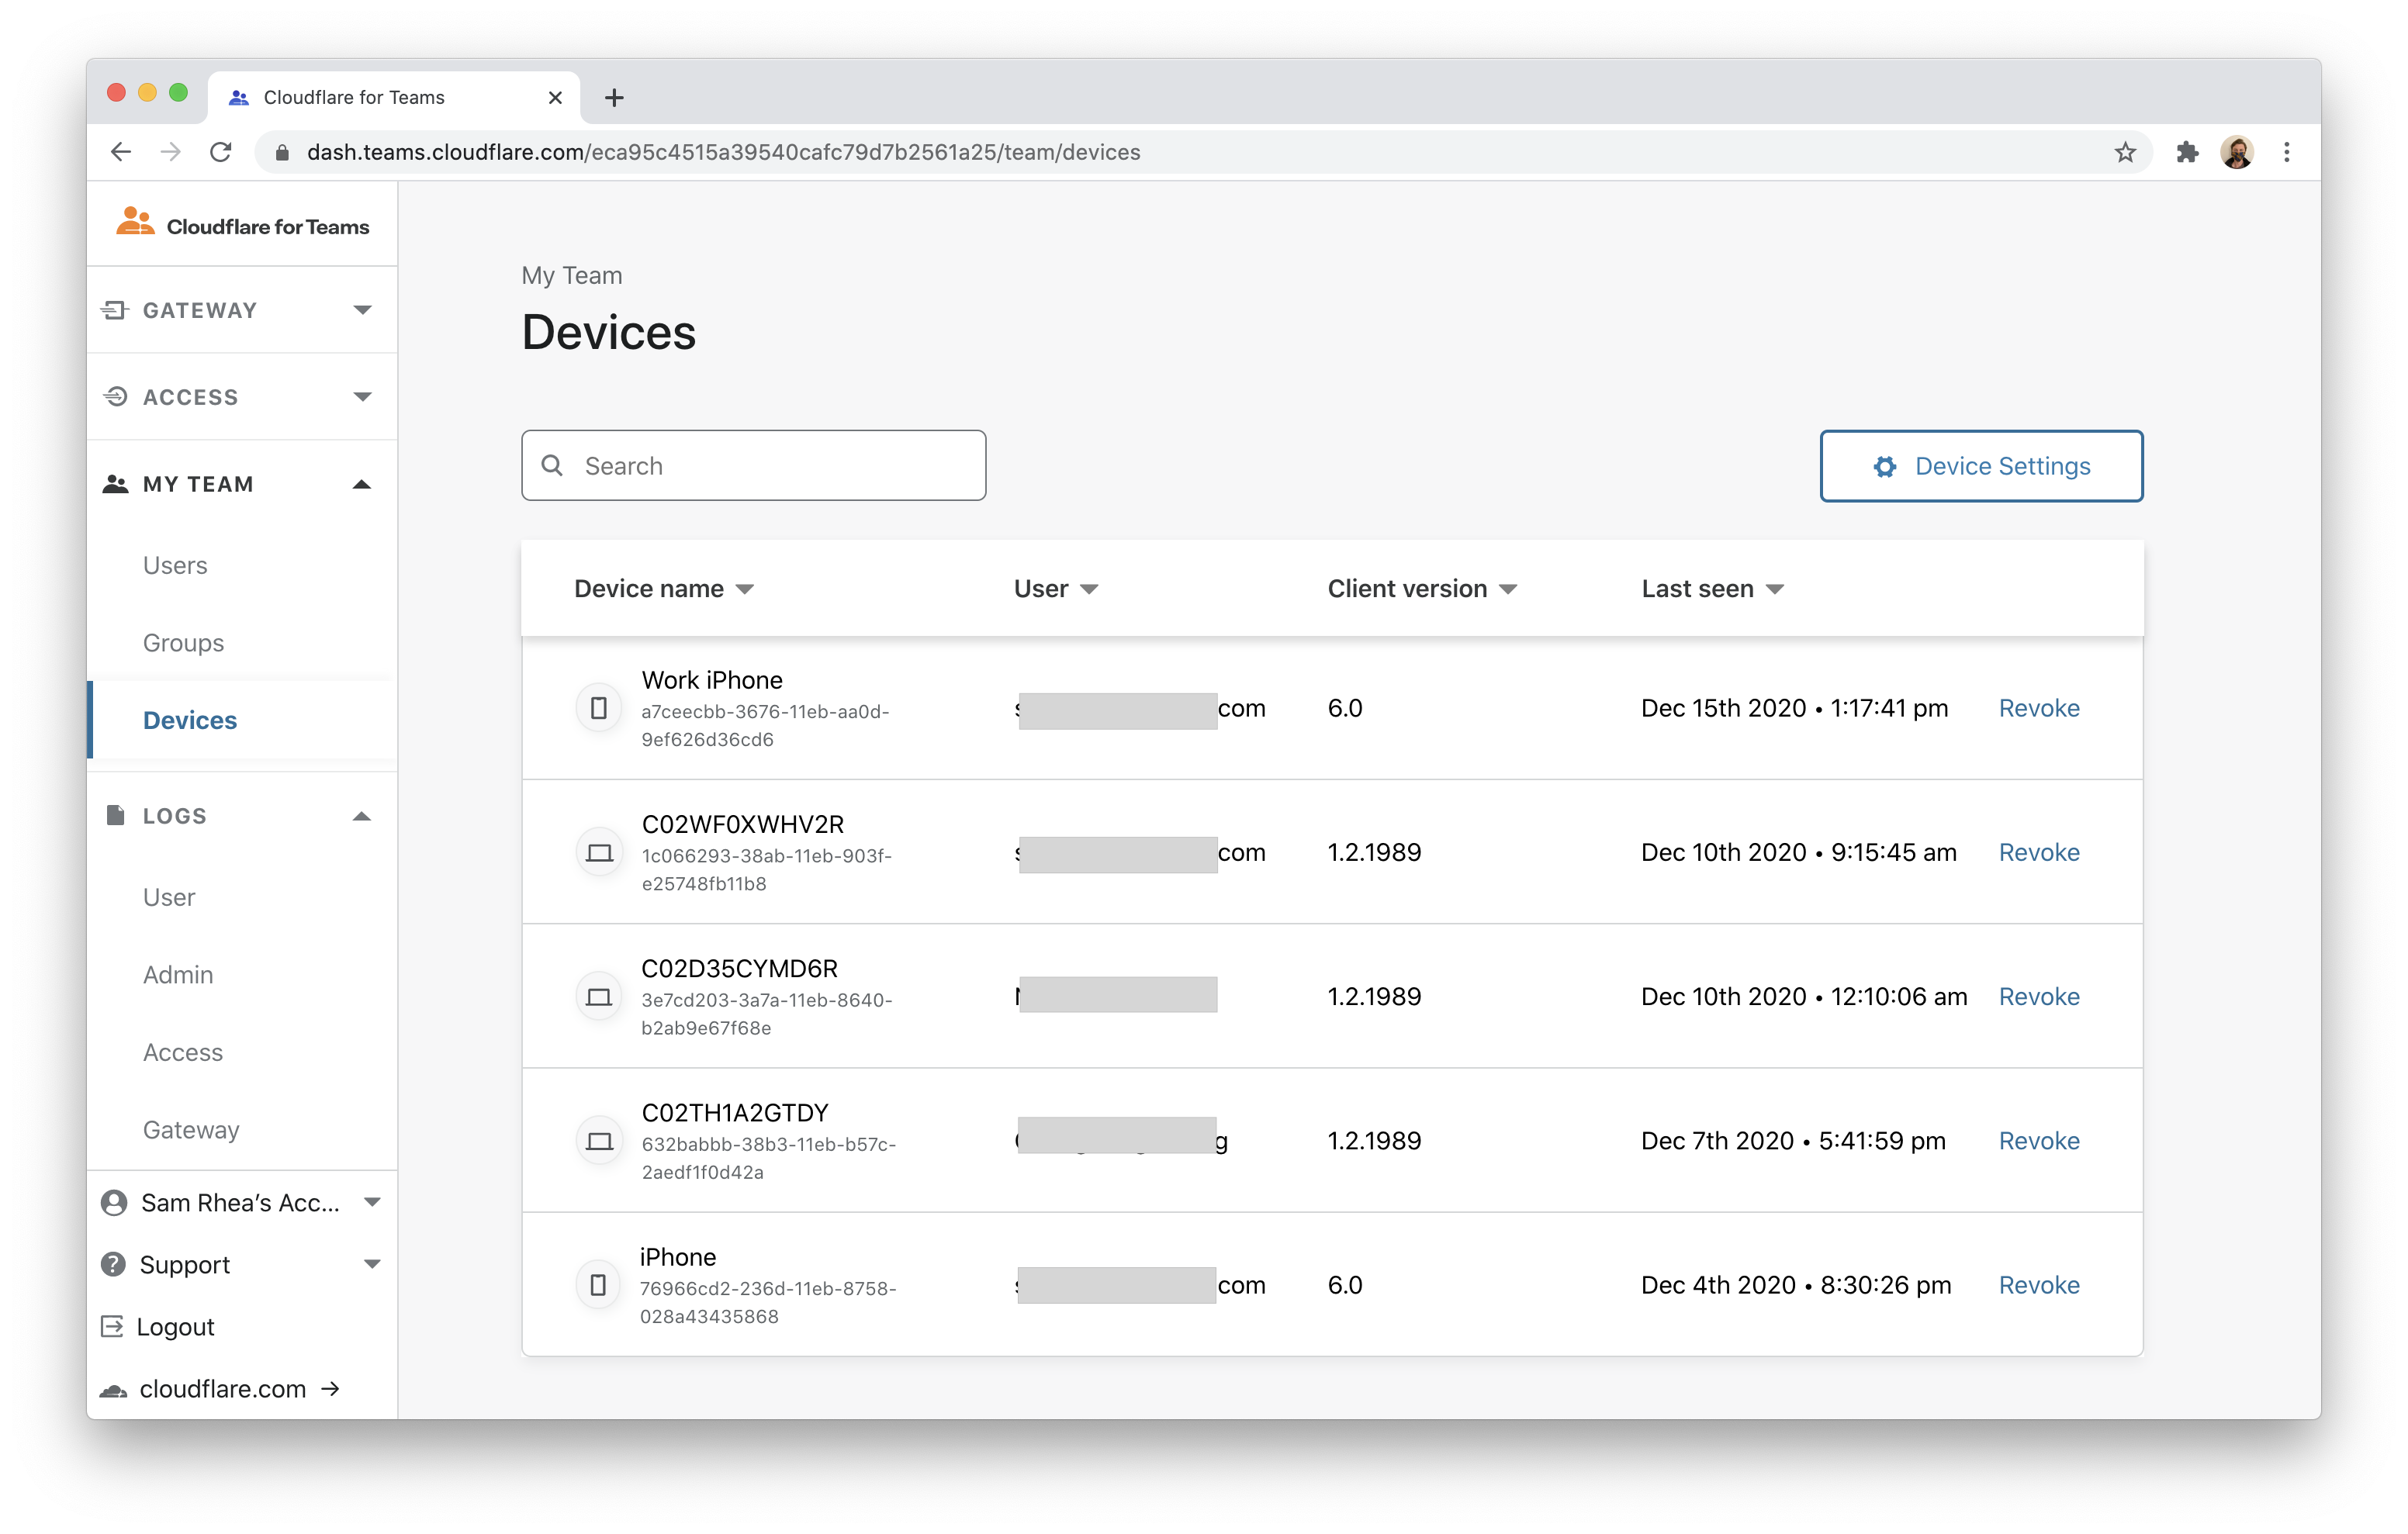 Cloudflare for Teams
dash.teams.cloudflare.com/eca95c4515a39540cafc79d7b2561a25/team/devices
Cloudflare for Teams
GATEWAY
ACCESS
MY TEAM
Users
Groups
Devices
LOGS
User
Admin
Access
Gateway
Sam Rhea’s Acc...
Support
Logout
cloudflare.com →
My Team
Devices
Search
Device Settings
Device name User Client version Last seen
Work iPhone
a7ceecbb-3676-11eb-aa0d-
9ef626d36cd6
com 6.0 Dec 15th 2020 • 1:17:41 pm Revoke
C02WF0XWHV2R
1c066293-38ab-11eb-903f-
e25748fb11b8
com 1.2.1989 Dec 10th 2020 • 9:15:45 am Revoke
C02D35CYMD6R
3e7cd203-3a7a-11eb-8640-
b2ab9e67f68e
1.2.1989 Dec 10th 2020 • 12:10:06 am Revoke
C02TH1A2GTDY
632babbb-38b3-11eb-b57c-
2aedf1f0d42a
1.2.1989 Dec 7th 2020 • 5:41:59 pm Revoke
iPhone
76966cd2-236d-11eb-8758-
028a43435868
com 6.0 Dec 4th 2020 • 8:30:26 pm Revoke